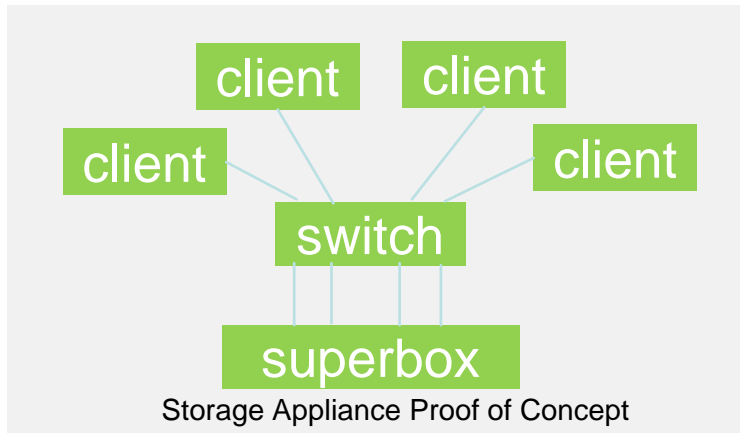 client
client
client
client
switch
superbox
Storage Appliance Proof of Concept